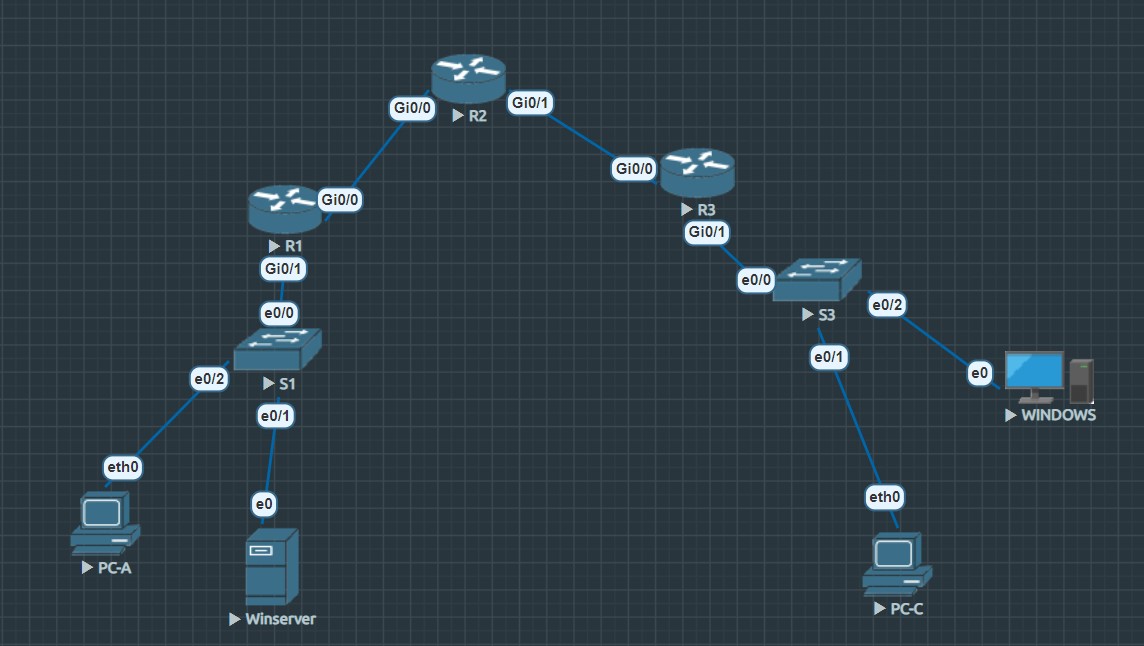 R2
Gi0/0
Gi0/1
Gi0/0
R3
Gi0/1
Gi0/0
R1
Gi0/1
e0/0
S1
e0/2
e0/1
e0/0
S3
e0/2
e0/1
e0
WINDOWS
eth0
PC-A
e0
Winserver
eth0
PC-C